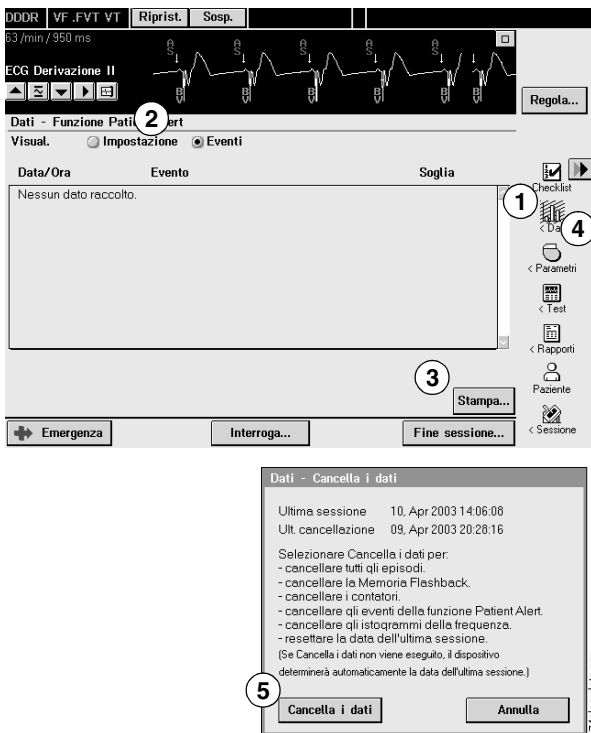 DDDR VF .FVT VT Riprist. Sosp.
63 /min / 950 ms
ECG Derivazione II
A S A S A S A S A S
B V B V B V B V B V
Regola...
2
Dati - Funzione Pati ert
Visual. Impostazione Eventi
Data/Ora Evento Soglia
Nessun dato raccolto.
Checklist
1
< Da
4
< Parametri
< Test
< Rapporti
Paziente
< Sessione
3
Stampa...
Emergenza Interroga... Fine sessione...
Dati - Cancella i dati
Ultima sessione 10, Apr 2003 14:06:08
Ult. cancellazione 09, Apr 2003 20:28:16
Selezionare Cancella i dati per:
- cancellare tutti gli episodi.
- cancellare la Memoria Flashback.
- cancellare i contatori.
- cancellare gli eventi della funzione Patient Alert.
- cancellare gli istogrammi della frequenza.
- resettare la data dell'ultima sessione.
(Se Cancella i dati non viene eseguito, il dispositivo
determinerà automaticamente la data dell'ultima sessione.)
5
Cancella i dati Annulla